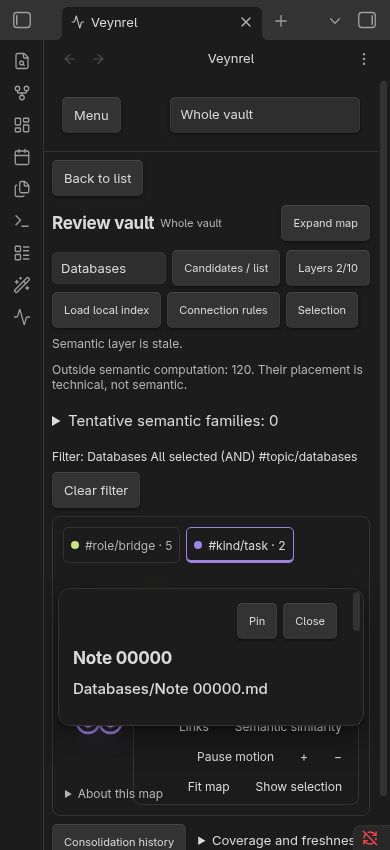 Veynrel
Veynrel
Menu
Whole vault
Back to list
Review vault Whole vault
Expand map
Databases
Candidates / list
Layers 2/10
Load local index
Connection rules
Selection
Semantic layer is stale.
Outside semantic computation: 120. Their placement is
technical, not semantic.
Tentative semantic families: 0
Filter: Databases All selected (AND) #topic/databases
Clear filter
#role/bridge · 5
#kind/task · 2
Pin
Close
Note 00000
Databases/Note 00000.md
Links
Semantic similarity
Pause motion
+
−
Fit map
Show selection
About this map
Consolidation history
Coverage and freshness